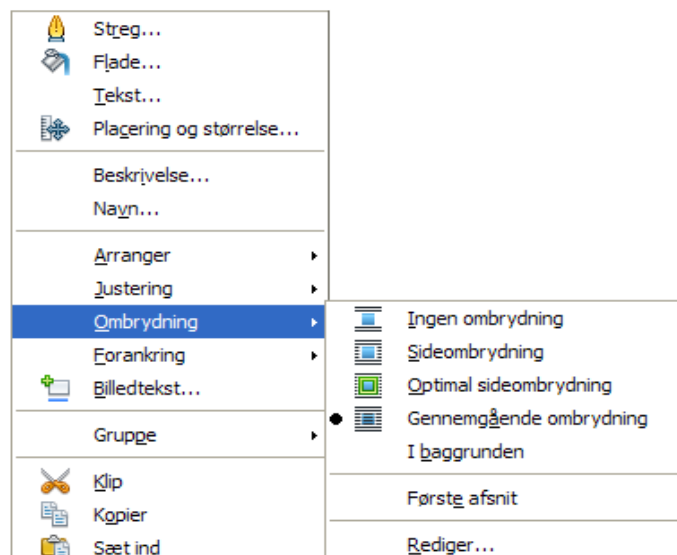 Streg...
Flade...
Tekst...
Placering og størrelse...
Beskrivelse...
Navn...
Arranger
Justering
Ombrydning
Forankring
Billedtekst...
Gruppe
Klip
Kopier
Sæt ind
Ingen ombrydning
Sideombrydning
Optimal sideombrydning
Gennemgående ombrydning
I baggrunden
Første afsnit
Rediger...